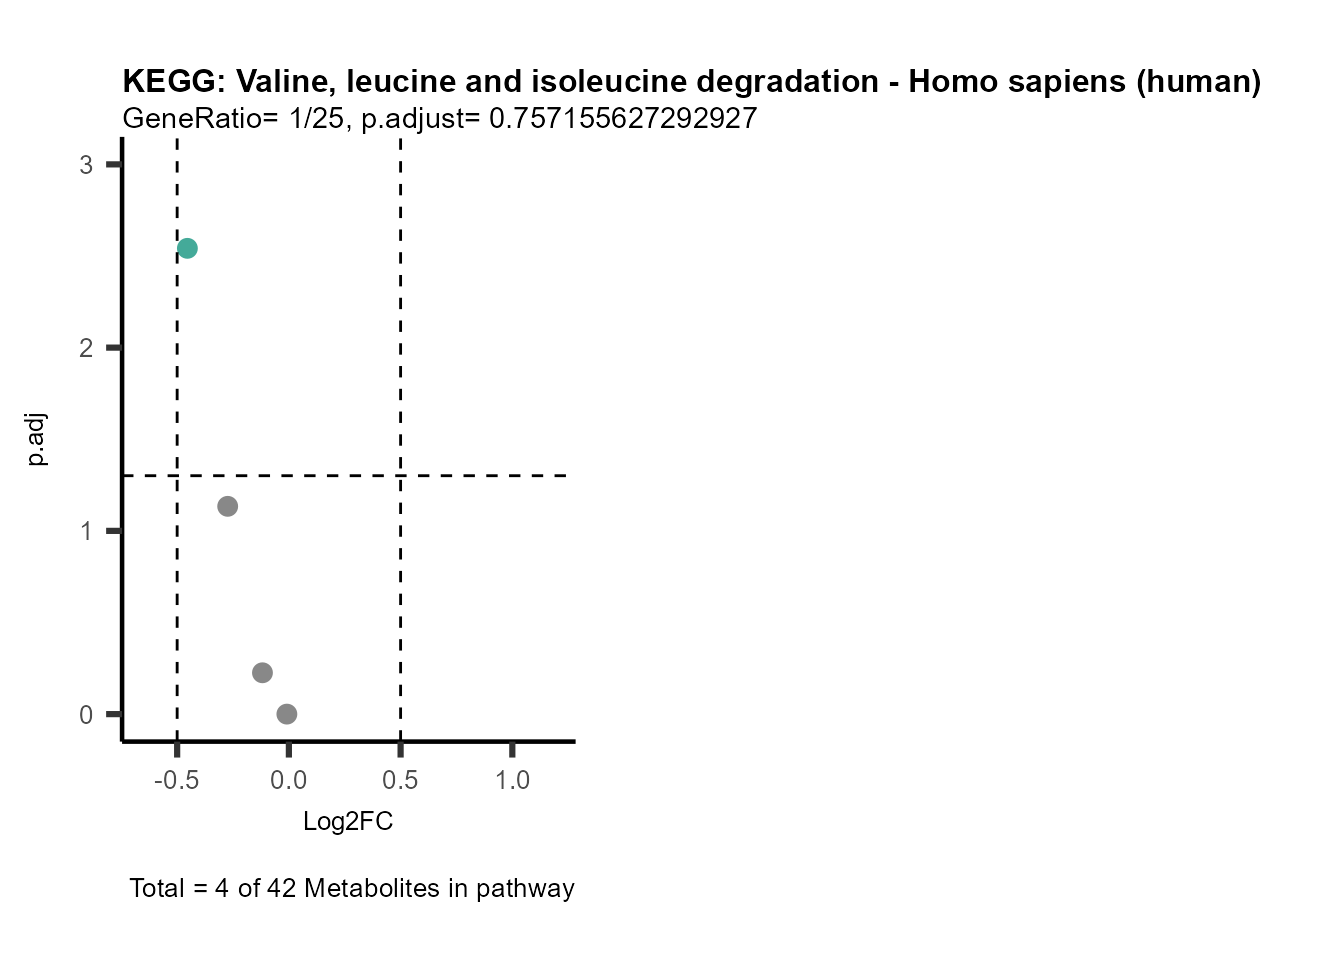 KEGG: Valine, leucine and isoleucine degradation - Homo sapiens (human)
GeneRatio= 1/25, p.adjust= 0.757155627292927
3
2
1
0
p.adj
-0.5 0.0 0.5 1.0
Log2FC
Total = 4 of 42 Metabolites in pathway